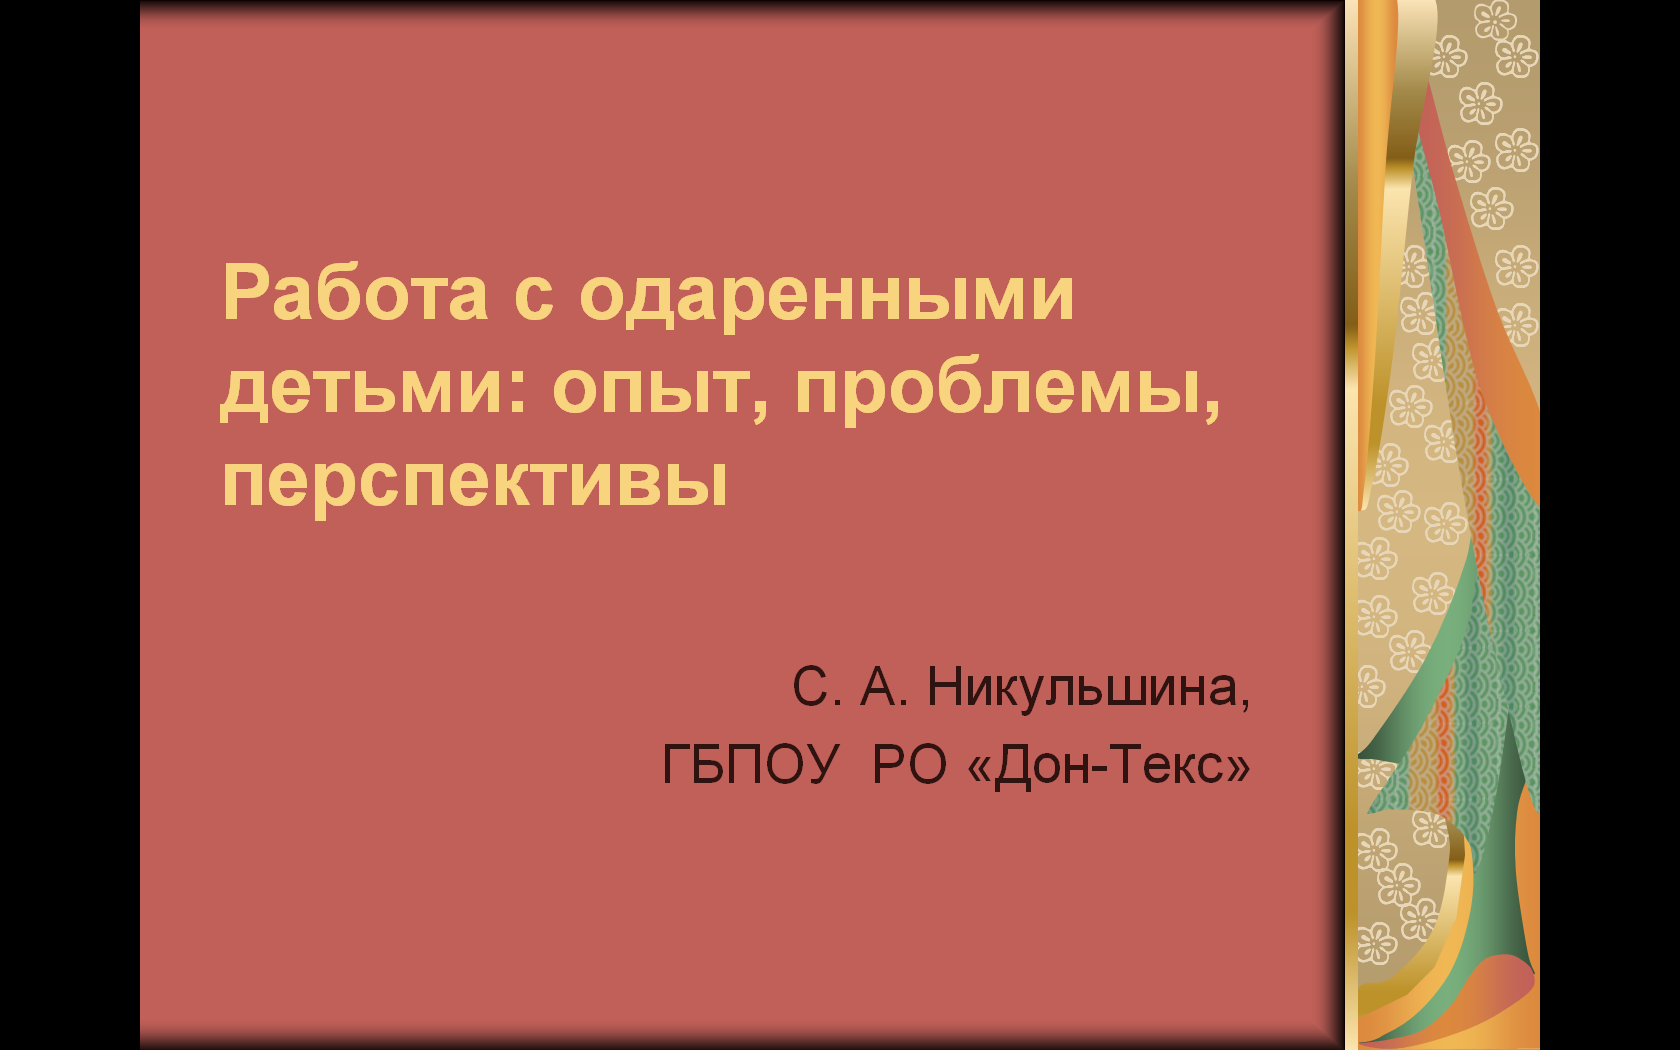 Работа с одаренными
детьми: опыт, проблемы,
перспективы
С. А. Никульшина,
ГБПОУ  РО «Дон-Текс»